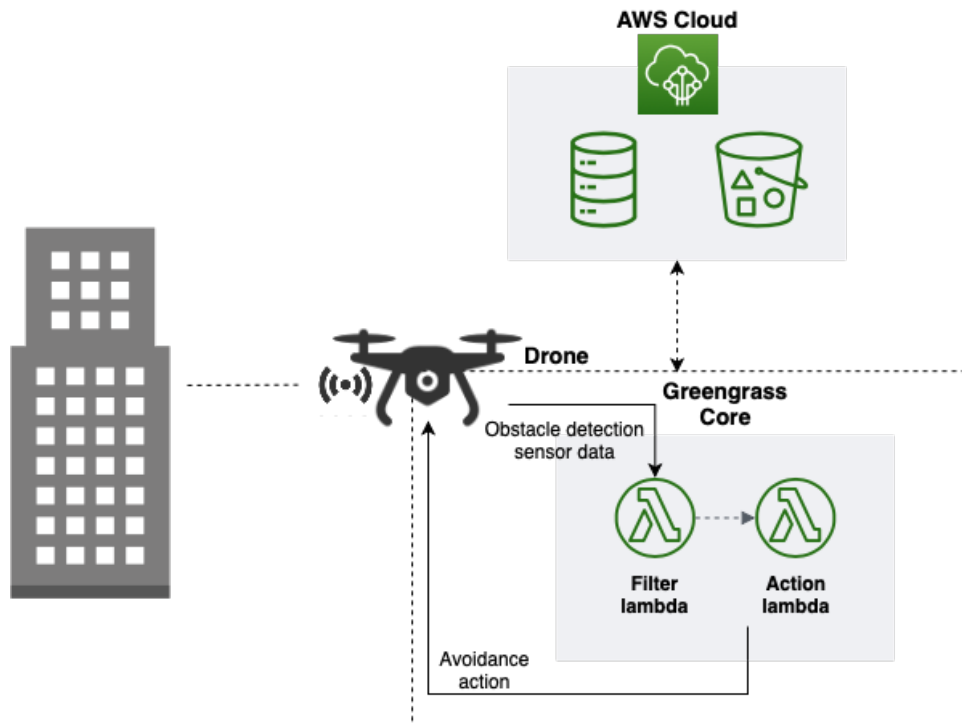 AWS Cloud
Drone
Greengrass
Core
Obstacle detection
sensor data
Filter
lambda
Action
lambda
Avoidance
action